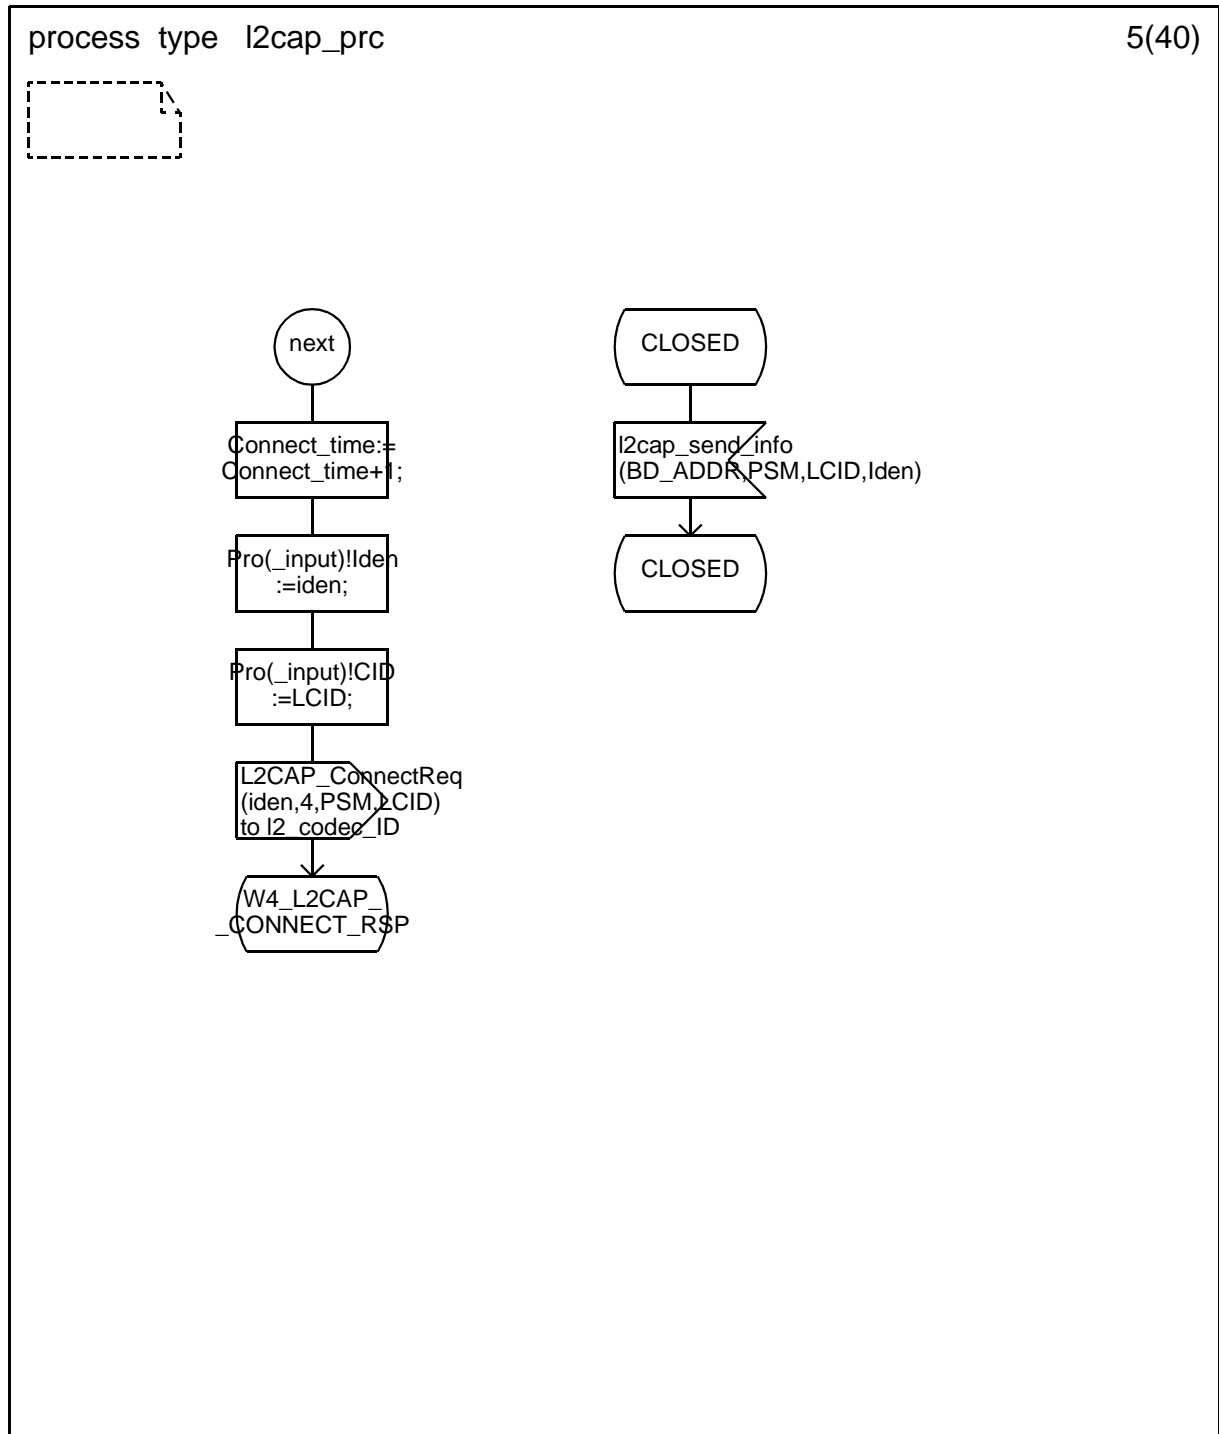 process type l2cap_prc
5(40)
next
Connect_time:=
Connect_time+1;
Pro(_input)!Iden
:=iden;
Pro(_input)!CID
:=LCID;
L2CAP_ConnectReq
(iden,4,PSM,LCID)
to l2_codec_ID
W4_L2CAP_
_CONNECT_RSP
CLOSED
l2cap_send_info
(BD_ADDR,PSM,LCID,Iden)
CLOSED